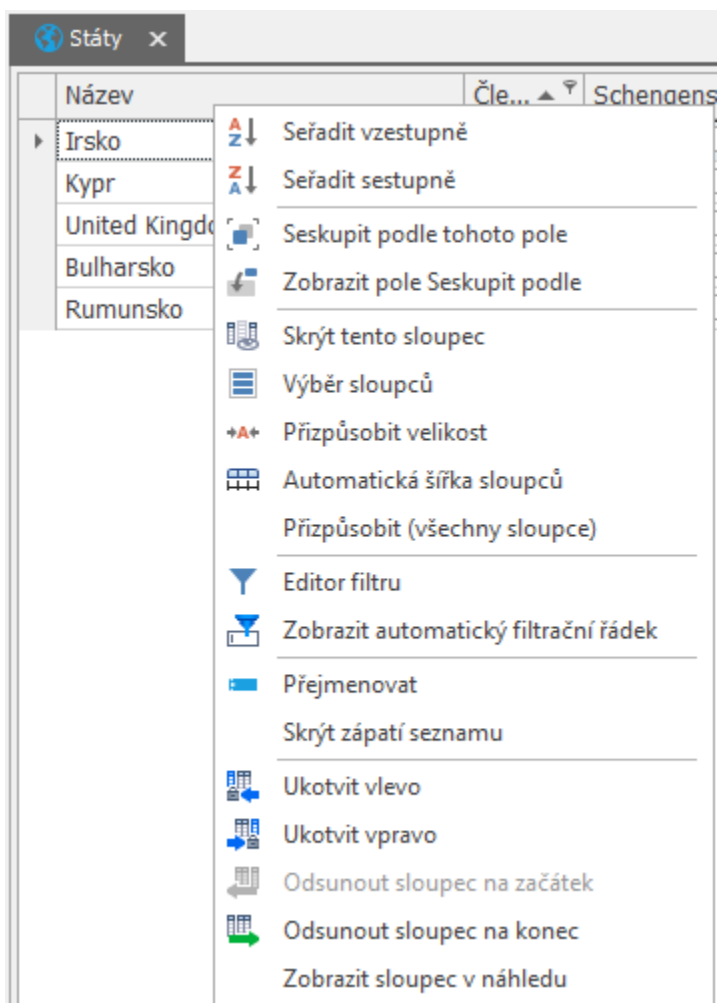 Státy
Název Čle... Schengens
Irsko
Kypr
United Kingdo
Bulharsko
Rumunsko
Seřadit vzestupně
Seřadit sestupně
Seskupit podle tohoto pole
Zobrazit pole Seskupit podle
Skrýt tento sloupec
Výběr sloupců
Přizpůsobit velikost
Automatická šířka sloupců
Přizpůsobit (všechny sloupce)
Editor filtru
Zobrazit automatický filtrační řádek
Přejmenovat
Skrýt zápatí seznamu
Ukotvit vlevo
Ukotvit vpravo
Odsunout sloupec na začátek
Odsunout sloupec na konec
Zobrazit sloupec v náhledu